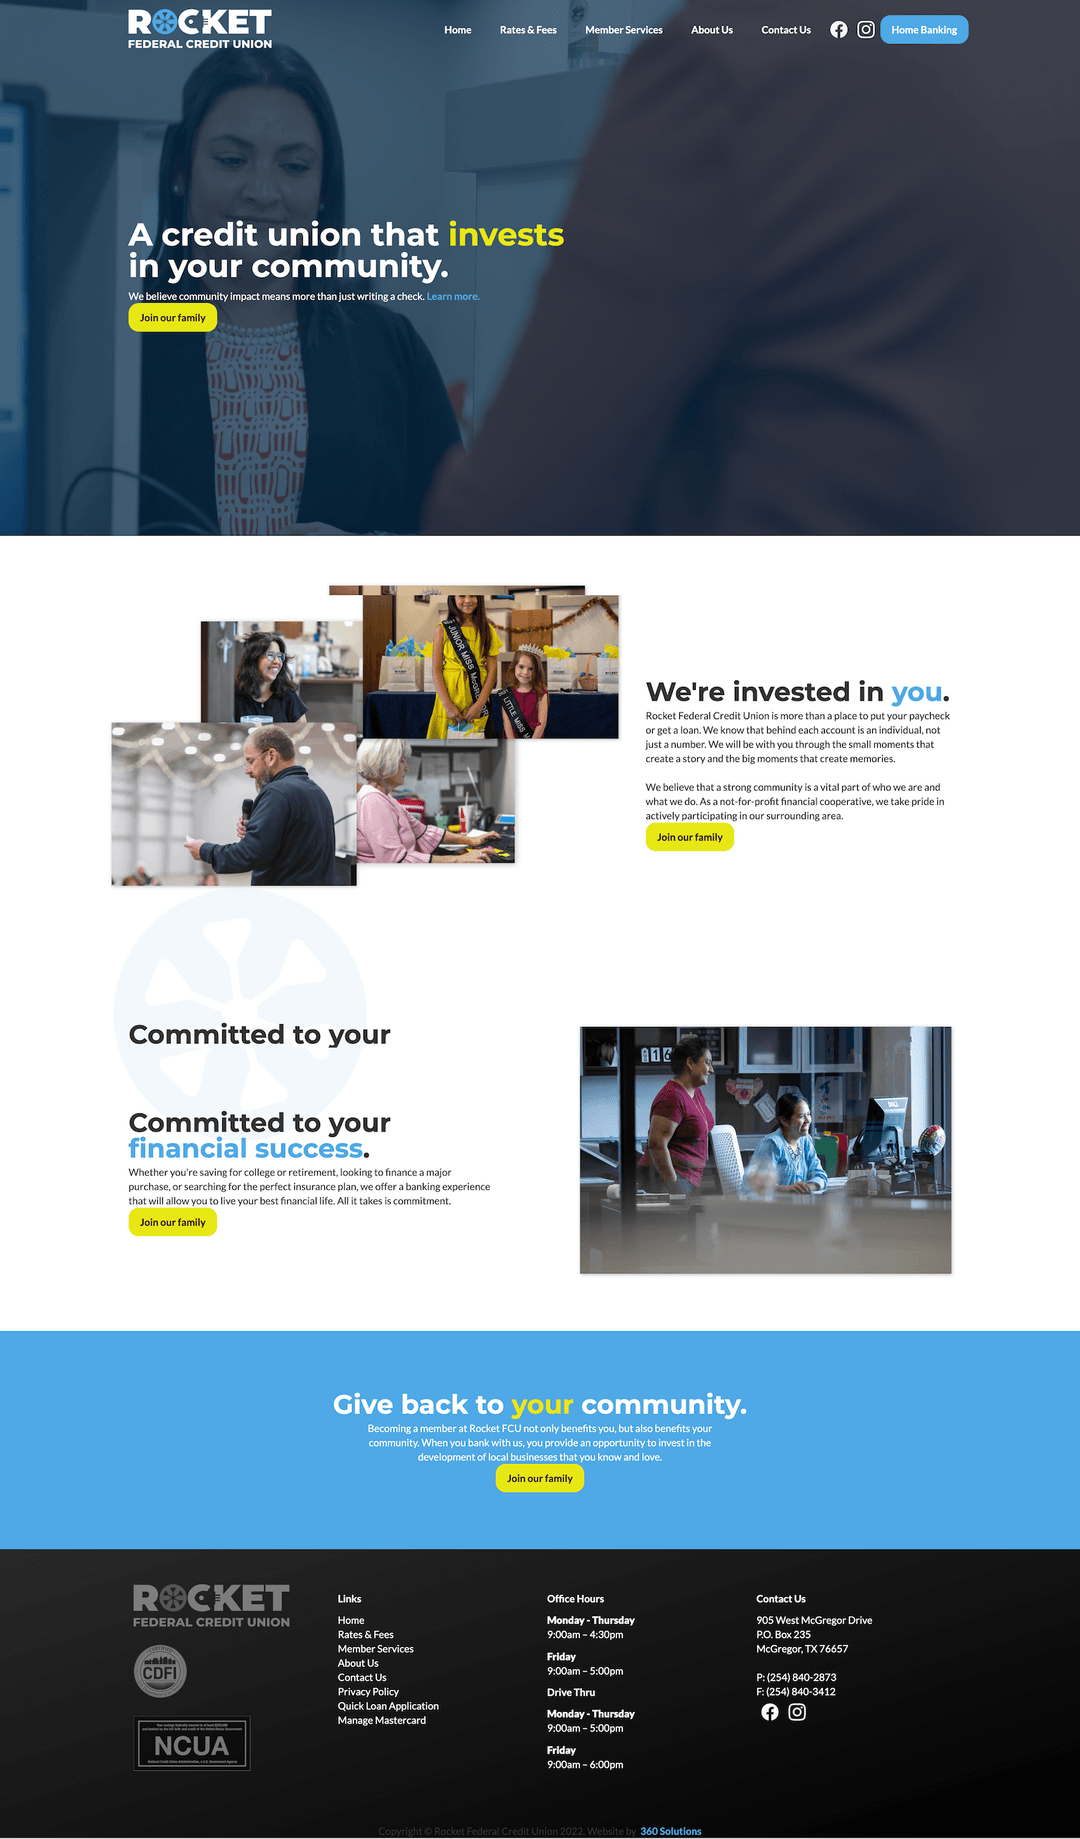 ROCKET
FEDERAL CREDIT UNION
Home
Rates & Fees
Member Services
About Us
Contact Us
Home Banking
A credit union that invests
in your community.
We believe community impact means more than just writing a check. Learn more.
Join our family
JUNIOR MISS McGREGOR
LITTLE MISS M
We're invested in you.
Rocket Federal Credit Union is more than a place to put your paycheck
or get a loan. We know that behind each account is an individual, not
just a number. We will be with you through the small moments that
create a story and the big moments that create memories.
We believe that a strong community is a vital part of who we are and
what we do. As a not-for-profit financial cooperative, we take pride in
actively participating in our surrounding area.
Join our family
Committed to your
Committed to your
financial success.
Whether you're saving for college or retirement, looking to finance a major
purchase, or searching for the perfect insurance plan, we offer a banking experience
that will allow you to live your best financial life. All it takes is commitment.
Join our family
DELL
Give back to your community.
Becoming a member at Rocket FCU not only benefits you, but also benefits your
community. When you bank with us, you provide an opportunity to invest in the
development of local businesses that you know and love.
Join our family
ROCKET
FEDERAL CREDIT UNION
CERTIFIED
CDFI
NCUA
National Credit Union Administration, a U.S. Government Agency
Links
Home
Rates & Fees
Member Services
About Us
Contact Us
Privacy Policy
Quick Loan Application
Manage Mastercard
Office Hours
Monday - Thursday
9:00am – 4:30pm
Friday
9:00am – 5:00pm
Drive Thru
Monday - Thursday
9:00am – 5:00pm
Friday
9:00am – 6:00pm
Contact Us
905 West McGregor Drive
P.O. Box 235
McGregor, TX 76657
P: (254) 840-2873
F: (254) 840-3412
Copyright © Rocket Federal Credit Union 2022. Website by 360 Solutions